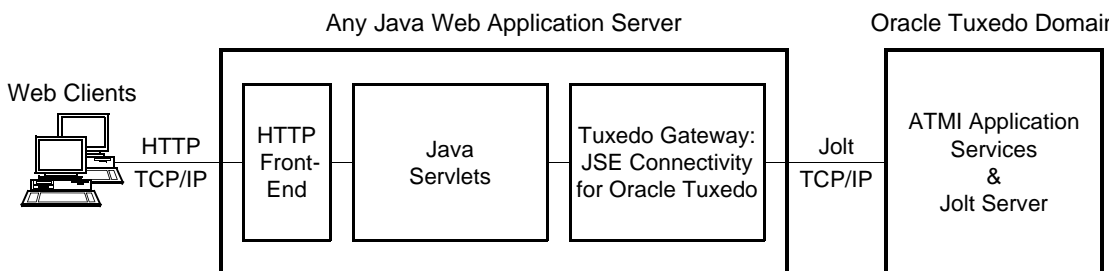 Any Java Web Application Server
Oracle Tuedo Domain
Web Clients
HTTP
TCP/IP
HTTP
Front-
End
Java
Servlets
Tuxedo Gateway:
JSE Connectivity
for Oracle Tuxedo
Jolt
TCP/IP
ATMI Application
Services
&
Jolt Server